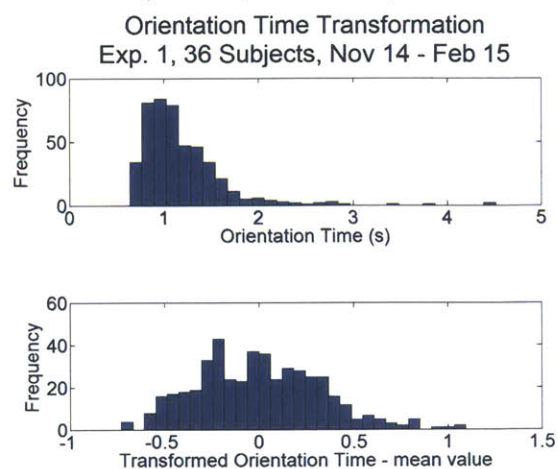 Orientation Time Transformation
Exp. 1, 36 Subjects, Nov 14 - Feb 15
100
50
0
Frequency
0 1 2 3 4 5
Orientation Time (s)
60
40
20
0
Frequency
-1 -0.5 0 0.5 1 1.5
Transformed Orientation Time - mean value